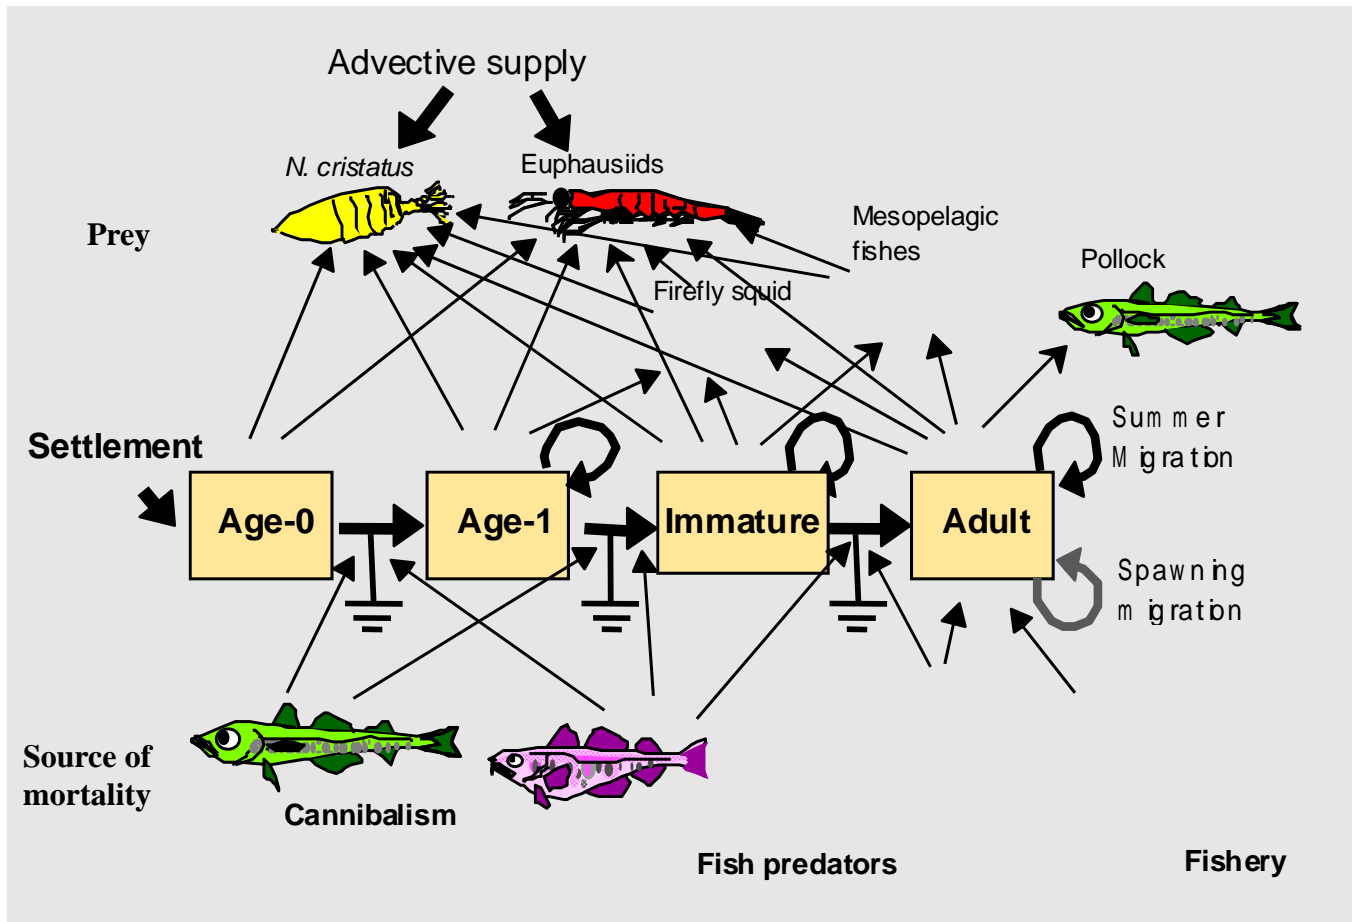 Advective supply
N. cristatus
Euphausiids
Prey
Mesopelagic
fishes
Pollock
Firefly squid
Settlement
Summer
Migration
Age-0
Age-1
Immature
Adult
Spawning
migration
Source of
mortality
Cannibalism
Fish predators
Fishery